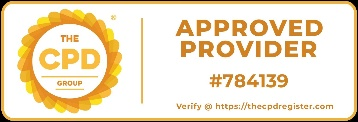 THE
CPD
GROUP
®
APPROVED
PROVIDER
#784139
Verify @ https://thecpdregister.com